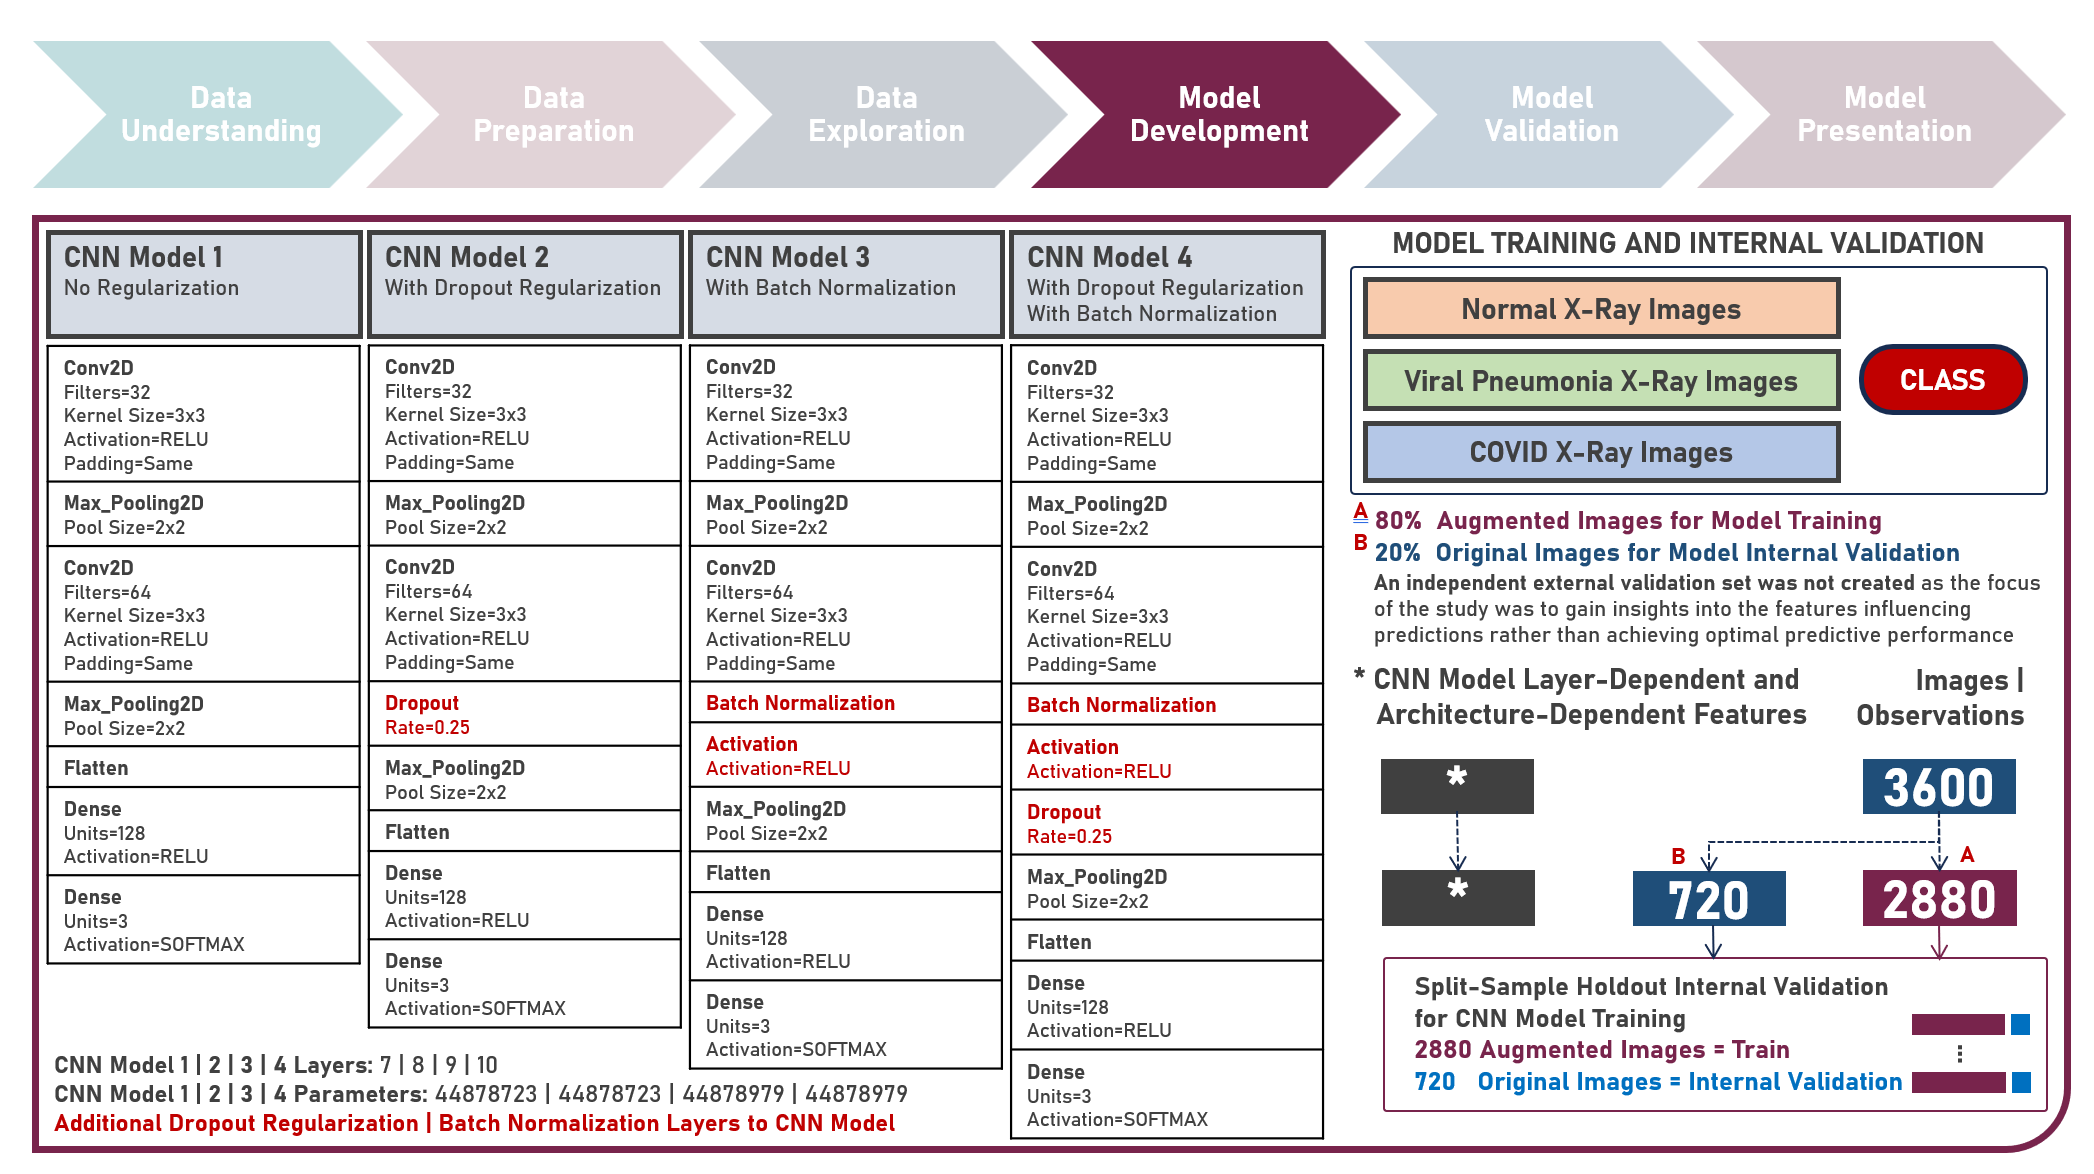 Data
Understanding
Data
Preparation
Data
Exploration
Model
Development
Model
Validation
Model
Presentation
CNN Model 1
No Regularization
Conv2D
Filters=32
Kernel Size=3x3
Activation=RELU
Padding=Same
Max_Pooling2D
Pool Size=2x2
Conv2D
Filters=64
Kernel Size=3x3
Activation=RELU
Padding=Same
Max_Pooling2D
Pool Size=2x2
Flatten
Dense
Units=128
Activation=RELU
Dense
Units=3
Activation=SOFTMAX
CNN Model 2
With Dropout Regularization
Conv2D
Filters=32
Kernel Size=3x3
Activation=RELU
Padding=Same
Max_Pooling2D
Pool Size=2x2
Conv2D
Filters=64
Kernel Size=3x3
Activation=RELU
Padding=Same
Dropout
Rate=0.25
Max_Pooling2D
Pool Size=2x2
Flatten
Dense
Units=128
Activation=RELU
Dense
Units=3
Activation=SOFTMAX
CNN Model 3
With Batch Normalization
Conv2D
Filters=32
Kernel Size=3x3
Activation=RELU
Padding=Same
Max_Pooling2D
Pool Size=2x2
Conv2D
Filters=64
Kernel Size=3x3
Activation=RELU
Padding=Same
Batch Normalization
Activation
Activation=RELU
Max_Pooling2D
Pool Size=2x2
Flatten
Dense
Units=128
Activation=RELU
Dense
Units=3
Activation=SOFTMAX
CNN Model 4
With Dropout Regularization
With Batch Normalization
Conv2D
Filters=32
Kernel Size=3x3
Activation=RELU
Padding=Same
Max_Pooling2D
Pool Size=2x2
Conv2D
Filters=64
Kernel Size=3x3
Activation=RELU
Padding=Same
Batch Normalization
Activation
Activation=RELU
Dropout
Rate=0.25
Max_Pooling2D
Pool Size=2x2
Flatten
Dense
Units=128
Activation=RELU
Dense
Units=3
Activation=SOFTMAX
CNN Model 1 | 2 | 3 | 4 Layers: 7 | 8 | 9 | 10
CNN Model 1 | 2 | 3 | 4 Parameters: 44878723 | 44878723 | 44878979 | 44878979
Additional Dropout Regularization | Batch Normalization Layers to CNN Model
MODEL TRAINING AND INTERNAL VALIDATION
Normal X-Ray Images
Viral Pneumonia X-Ray Images
COVID X-Ray Images
CLASS
A 80% Augmented Images for Model Training
B 20% Original Images for Model Internal Validation
An independent external validation set was not created as the focus
of the study was to gain insights into the features influencing
predictions rather than achieving optimal predictive performance
* CNN Model Layer-Dependent and
Architecture-Dependent Features
Images |
Observations
*
3600
B
A
*
720
2880
Split-Sample Holdout Internal Validation
for CNN Model Training
2880 Augmented Images = Train
720 Original Images = Internal Validation